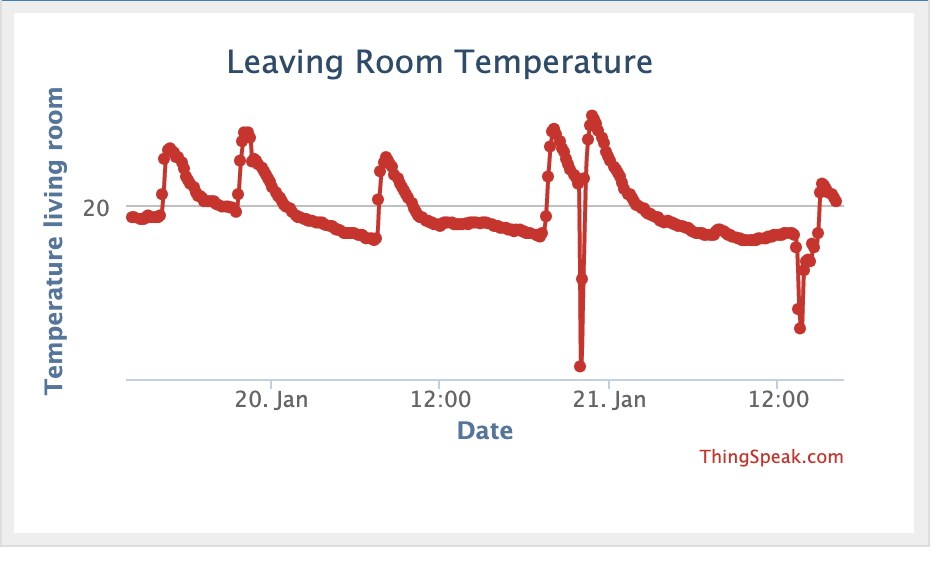 Leaving Room Temperature
Temperature living room
20
20. Jan
12:00
21. Jan
12:00
Date
ThingSpeak.com